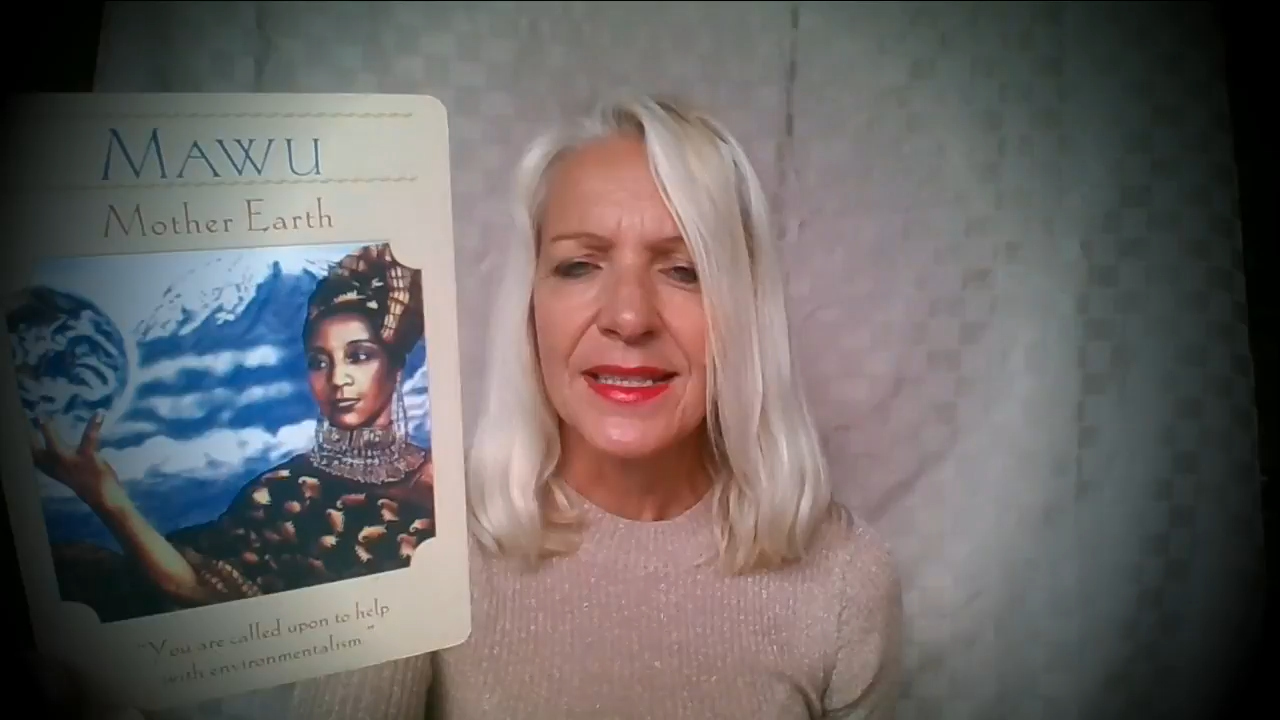 MAWU
Mother Earth
"You are called upon to help
with environmentalism."